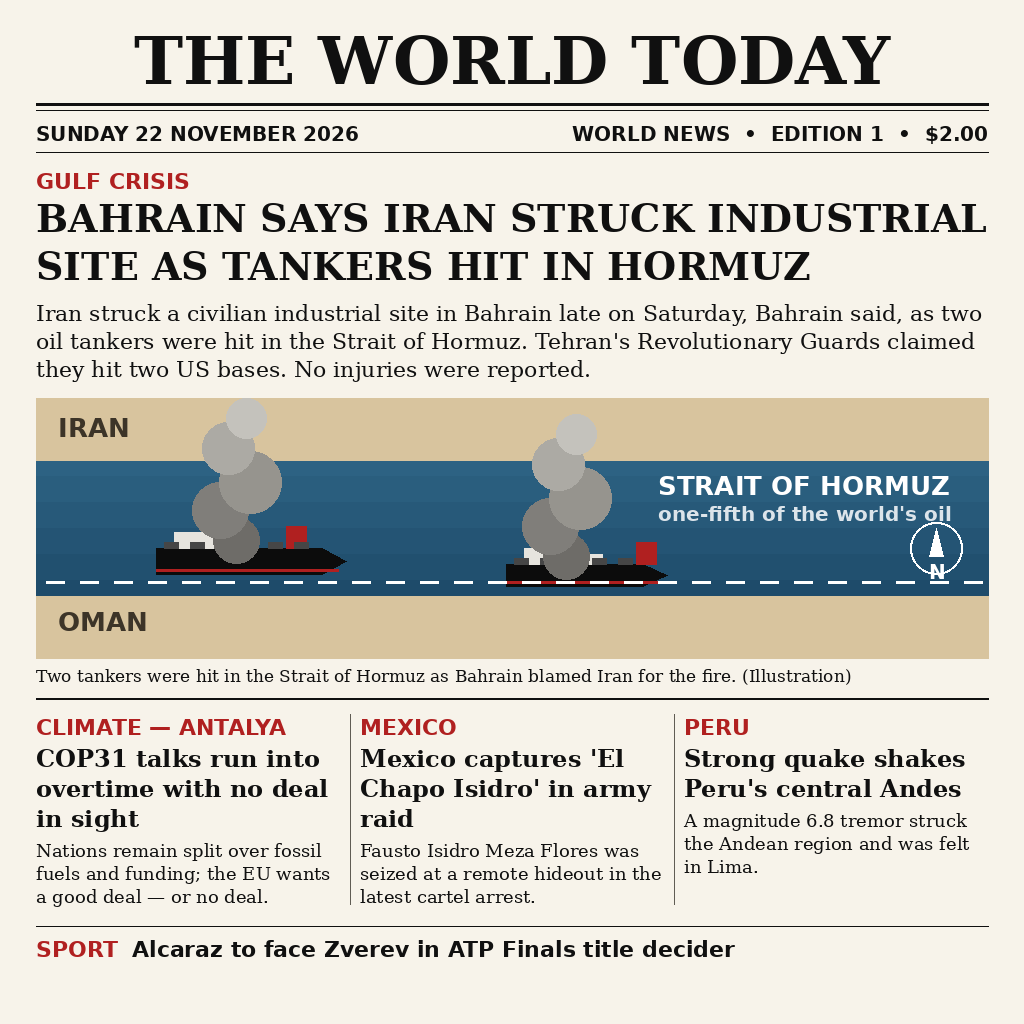 THE WORLD TODAY
SUNDAY 22 NOVEMBER 2026
WORLD NEWS • EDITION 1 • $2.00
GULF CRISIS
BAHRAIN SAYS IRAN STRUCK INDUSTRIAL
SITE AS TANKERS HIT IN HORMUZ
Iran struck a civilian industrial site in Bahrain late on Saturday, Bahrain said, as two
oil tankers were hit in the Strait of Hormuz. Tehran's Revolutionary Guards claimed
they hit two US bases. No injuries were reported.
IRAN
STRAIT OF HORMUZ
one-fifth of the world's oil
N
OMAN
Two tankers were hit in the Strait of Hormuz as Bahrain blamed Iran for the fire. (Illustration)
CLIMATE — ANTALYA
COP31 talks run into
overtime with no deal
in sight
Nations remain split over fossil
fuels and funding; the EU wants
a good deal — or no deal.
MEXICO
Mexico captures 'El
Chapo Isidro' in army
raid
Fausto Isidro Meza Flores was
seized at a remote hideout in the
latest cartel arrest.
PERU
Strong quake shakes
Peru's central Andes
A magnitude 6.8 tremor struck
the Andean region and was felt
in Lima.
SPORT Alcaraz to face Zverev in ATP Finals title decider